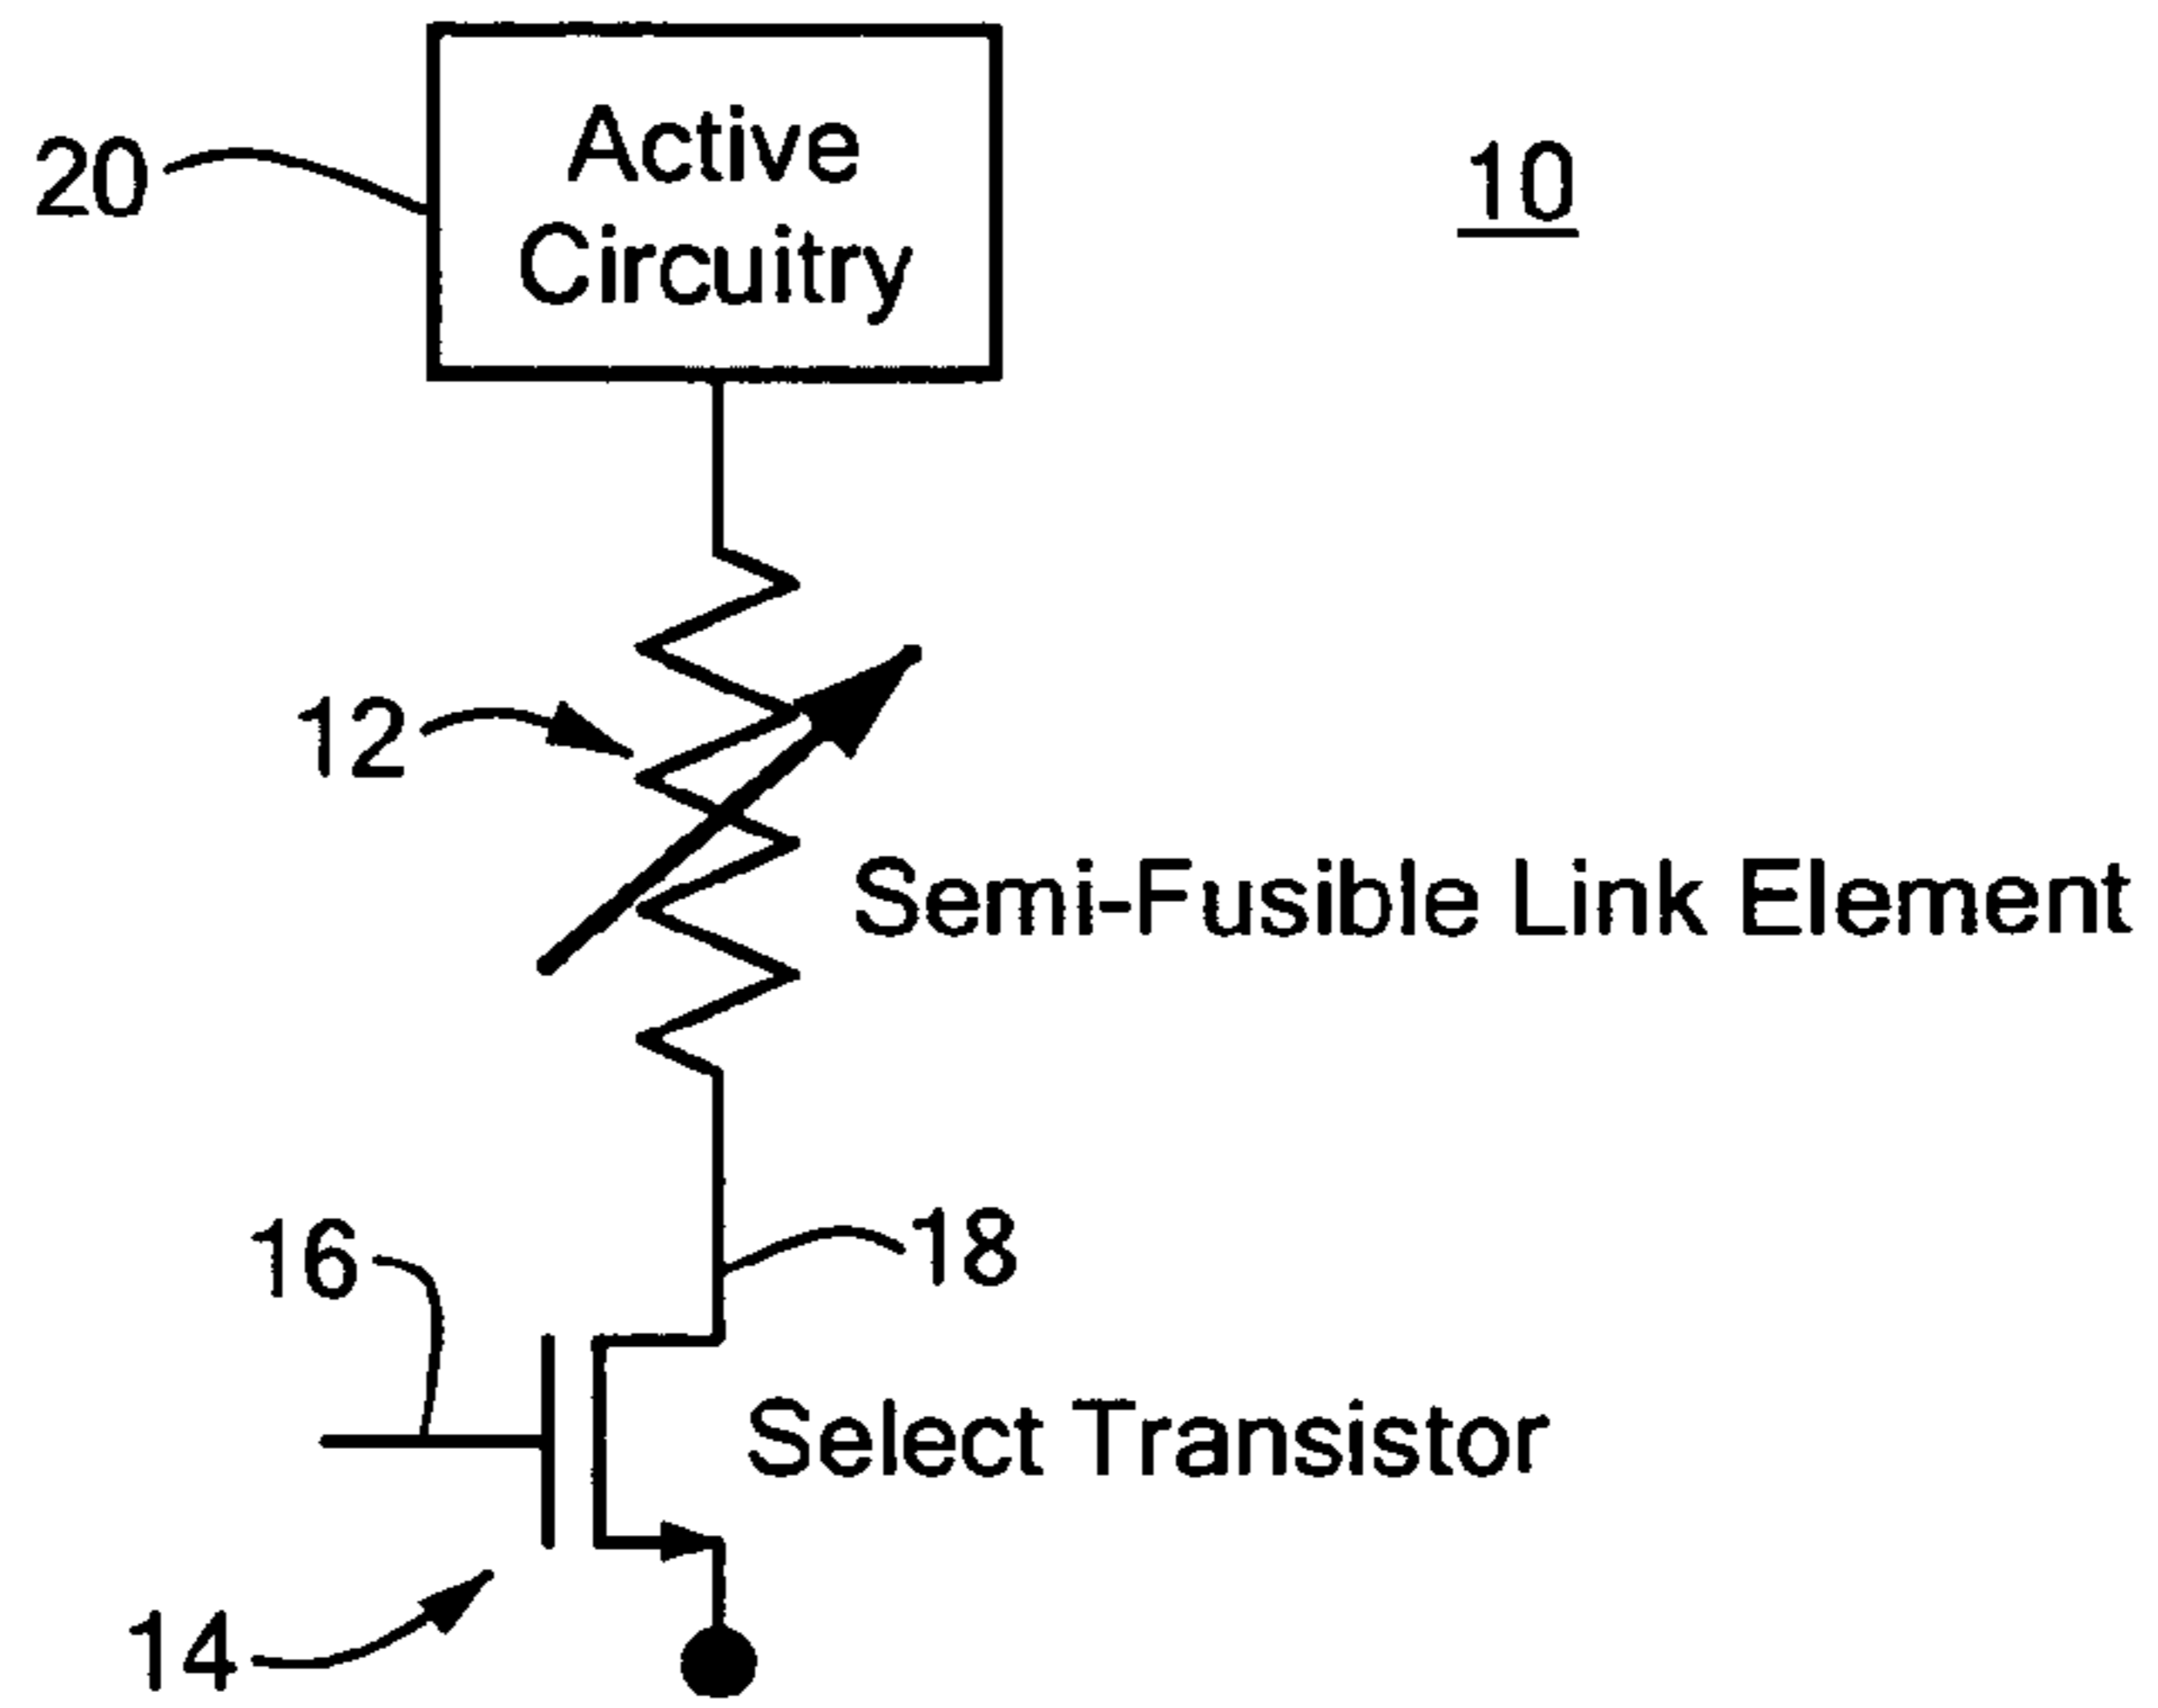 Active
Circuitry
20
10
12
Semi-Fusible Link Element
16
18
Select Transistor
14